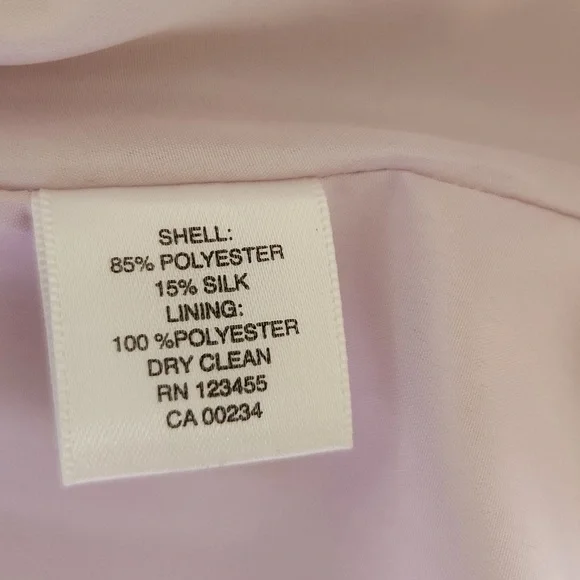 SHELL:
85% POLYESTER
15% SILK
LINING:
100 %POLYESTER
DRY CLEAN
RN 123455
CA 00234